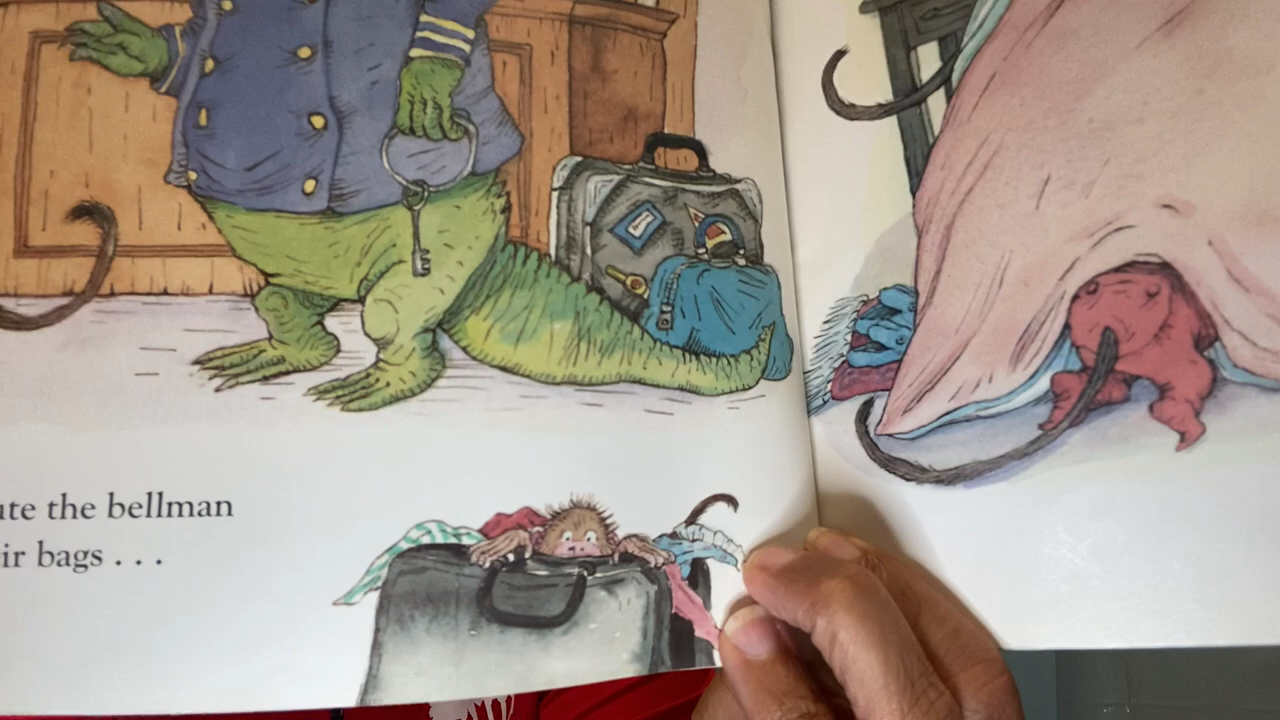 ute the bellman
ir bags . . .